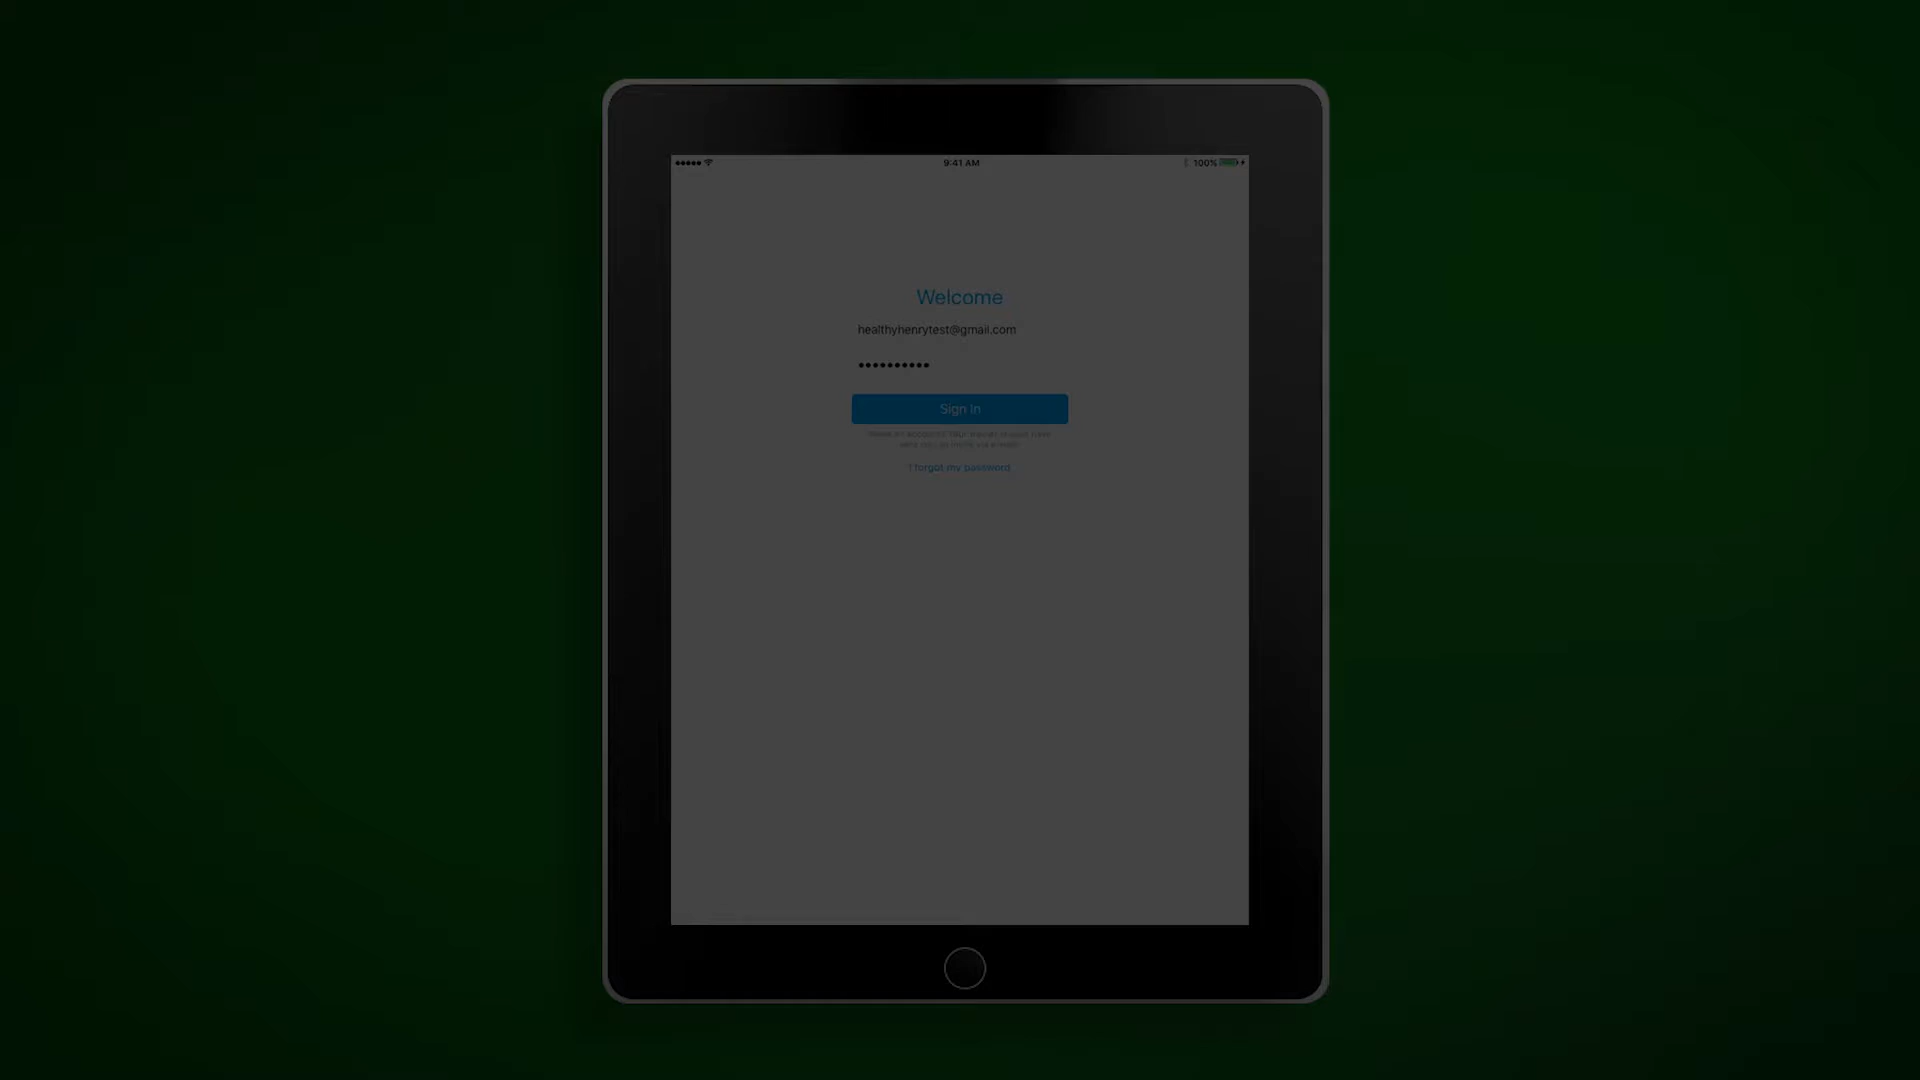 9:41 AM
100%
Welcome
healthyhenrytest@gmail.com
Sign In
I forgot my password